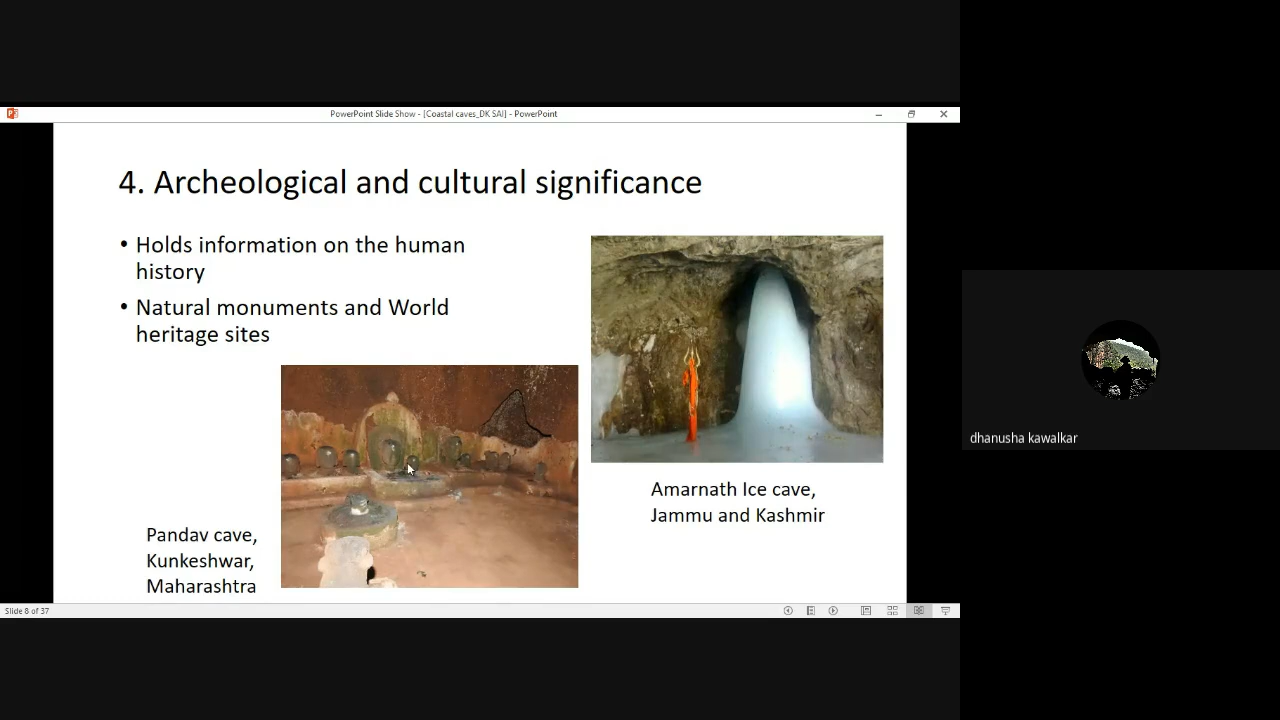 PowerPoint Slide Show - [Coastal caves_DK SAI] - PowerPoint
4. Archeological and cultural significance
• Holds information on the human
history
• Natural monuments and World
heritage sites
Amarnath Ice cave,
Jammu and Kashmir
Pandav cave,
Kunkeshwar,
Maharashtra
Slide 8 of 37
dhanusha kawalkar